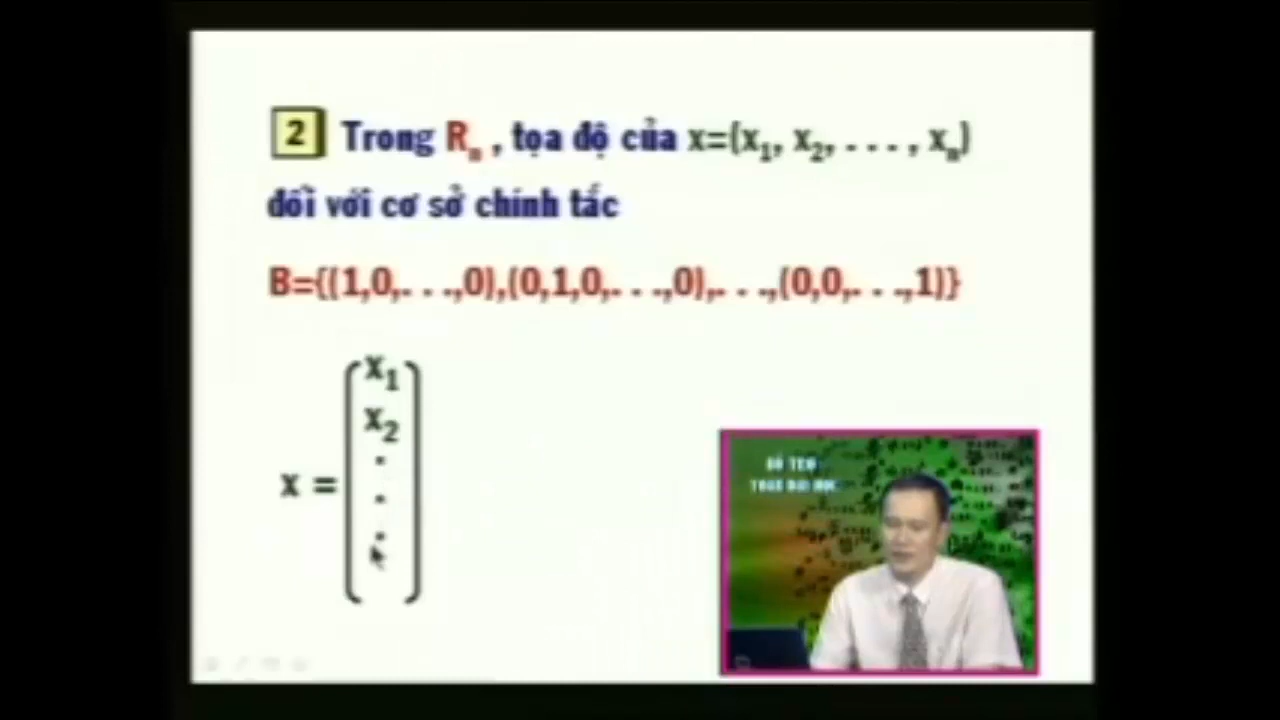 2 Trong Rₙ , tọa độ của x=(x₁, x₂, . . . , xₙ)
đối với cơ sở chính tắc
B={(1,0,. . .,0),(0,1,0,. . .,0),. . .,(0,0,. . .,1)}
x₁
x₂
.
.
x = .